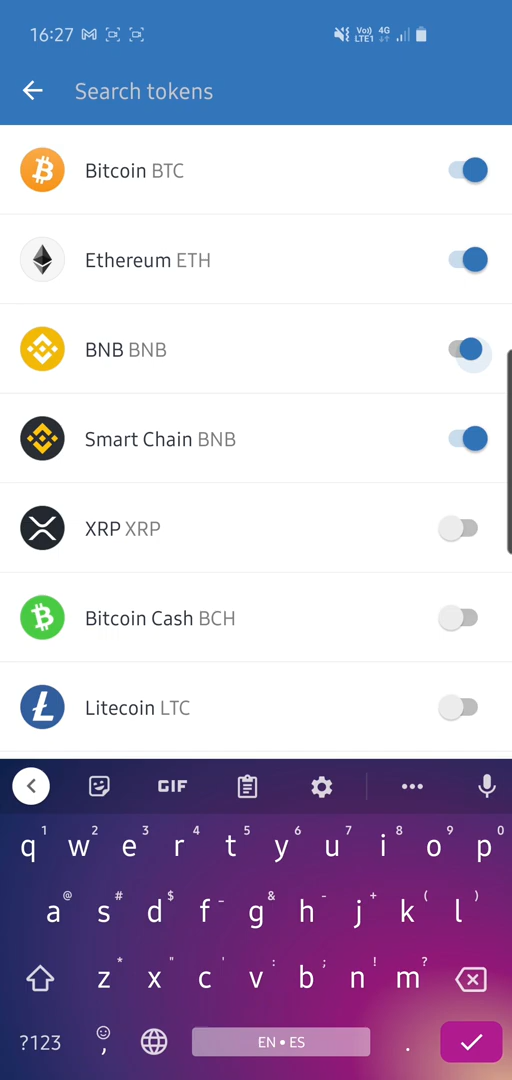 16:27 Vo) 4G LTE1
Search tokens
Bitcoin BTC
Ethereum ETH
BNB BNB
Smart Chain BNB
XRP XRP
Bitcoin Cash BCH
Litecoin LTC
GIF
1 2 3 4 5 6 7 8 9 0
q w e r t y u i o p
@ # $ _ & - + ( )
a s d f g h j k l
* " ' : ; ! ?
z x c v b n m
?123 , EN • ES .